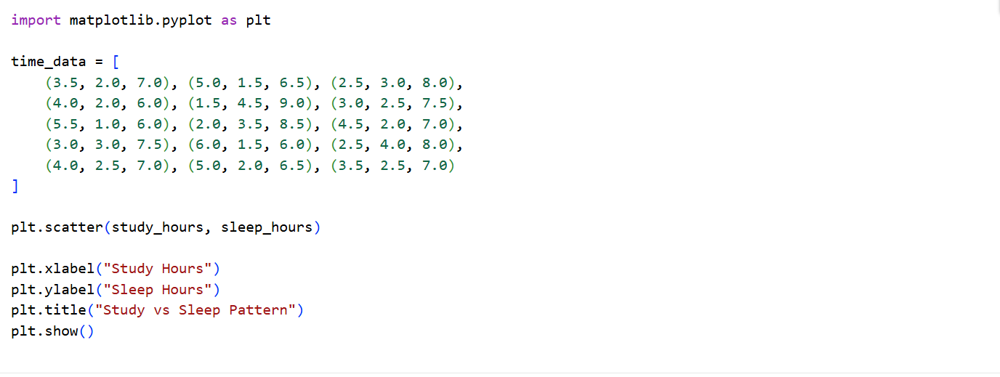 import matplotlib.pyplot as plt
time_data = [
    (3.5, 2.0, 7.0), (5.0, 1.5, 6.5), (2.5, 3.0, 8.0),
    (4.0, 2.0, 6.0), (1.5, 4.5, 9.0), (3.0, 2.5, 7.5),
    (5.5, 1.0, 6.0), (2.0, 3.5, 8.5), (4.5, 2.0, 7.0),
    (3.0, 3.0, 7.5), (6.0, 1.5, 6.0), (2.5, 4.0, 8.0),
    (4.0, 2.5, 7.0), (5.0, 2.0, 6.5), (3.5, 2.5, 7.0)
]
plt.scatter(study_hours, sleep_hours)
plt.xlabel("Study Hours")
plt.ylabel("Sleep Hours")
plt.title("Study vs Sleep Pattern")
plt.show()